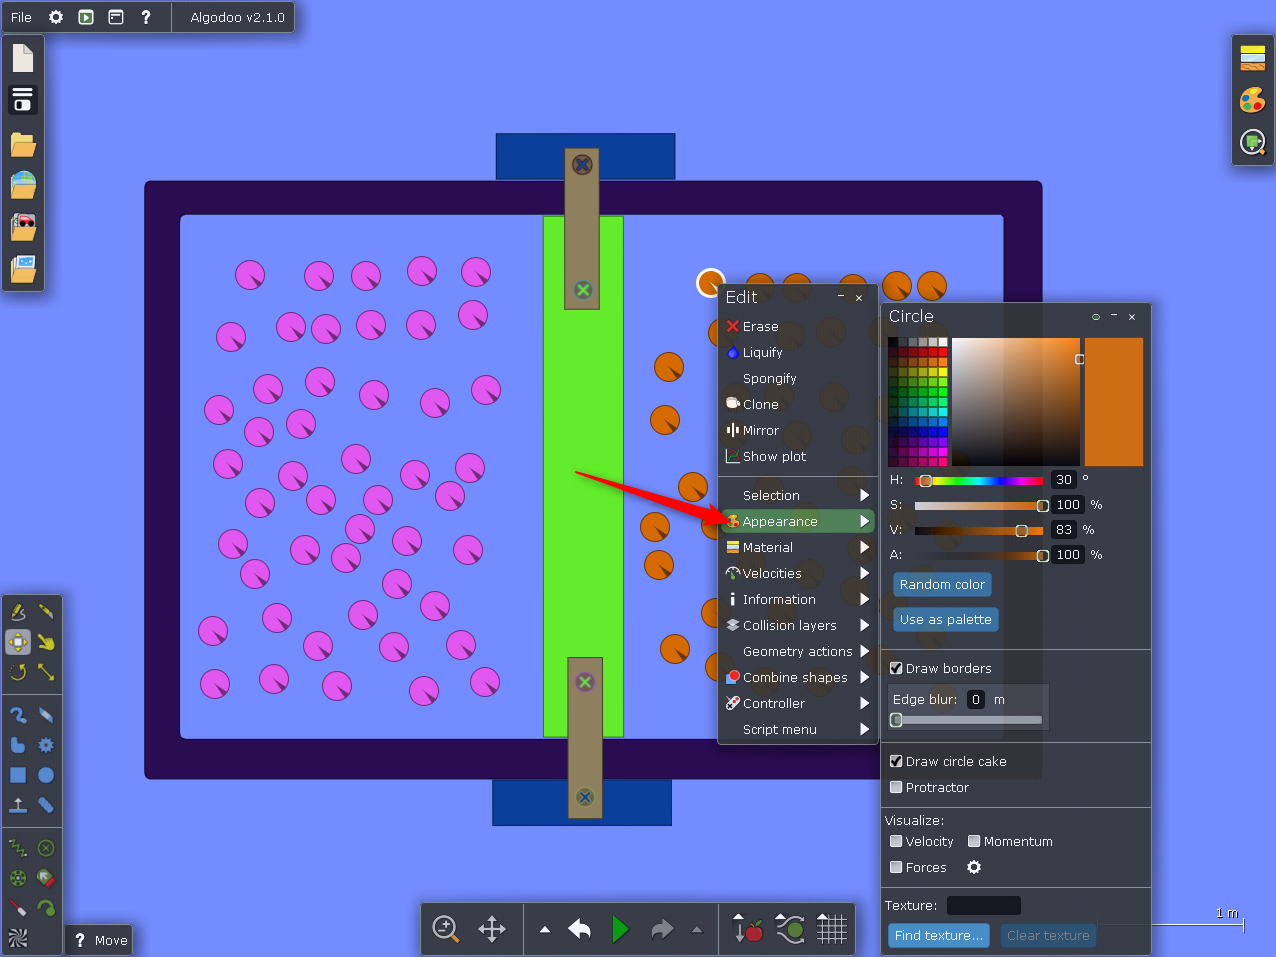 File ? Algodoo v2.1.0
Edit
Erase
Liquify
Spongify
Clone
Mirror
Show plot
Selection
Appearance
Material
Velocities
Information
Collision layers
Geometry actions
Combine shapes
Controller
Script menu
Circle
H: 30 °
S: 100 %
V: 83 %
A: 100 %
Random color
Use as palette
Draw borders
Edge blur: 0 m
Draw circle cake
Protractor
Visualize:
Velocity Momentum
Forces
Texture:
Find texture... Clear texture
1 m
? Move